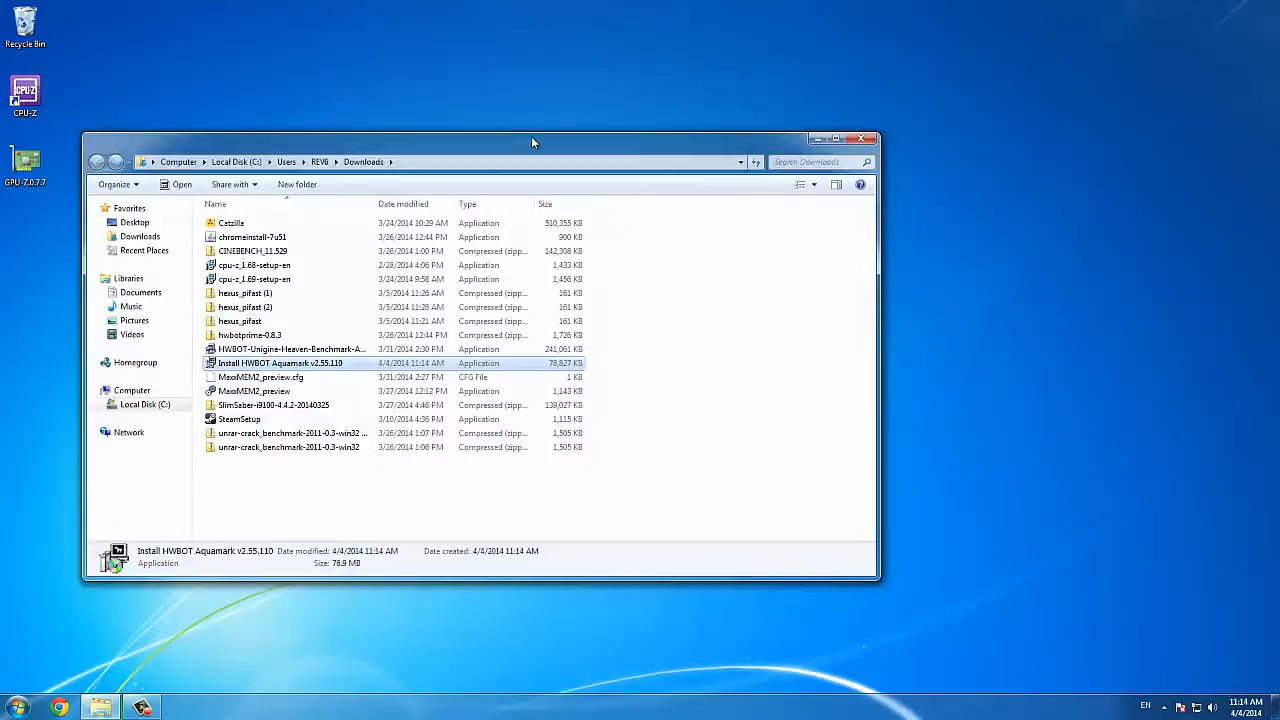 Recycle Bin
CPU-Z
CPU-Z
GPU-Z.0.7.7
Computer Local Disk (C:) Users REV6 Downloads
Search Downloads
Organize Open Share with New folder
Name Date modified Type Size
Favorites
Desktop
Downloads
Recent Places
Libraries
Documents
Music
Pictures
Videos
Homegroup
Computer
Local Disk (C:)
Network
Catzilla 3/24/2014 10:29 AM Application 510,355 KB
chromeinstall-7u51 3/26/2014 12:44 PM Application 900 KB
CINEBENCH_11.529 3/26/2014 1:00 PM Compressed (zipp... 142,308 KB
cpu-z_1.68-setup-en 2/28/2014 4:06 PM Application 1,433 KB
cpu-z_1.69-setup-en 3/24/2014 9:58 AM Application 1,456 KB
hexus_pifast (1) 3/5/2014 11:26 AM Compressed (zipp... 161 KB
hexus_pifast (2) 3/5/2014 11:26 AM Compressed (zipp... 161 KB
hexus_pifast 3/5/2014 11:21 AM Compressed (zipp... 161 KB
hwbotprime-0.8.3 3/26/2014 12:44 PM Compressed (zipp... 1,726 KB
HWBOT-Unigine-Heaven-Benchmark-A... 3/31/2014 2:30 PM Application 241,061 KB
Install HWBOT Aquamark v2.55.110 4/4/2014 11:14 AM Application 78,827 KB
MaxxMEM2_preview.cfg 3/31/2014 2:27 PM CFG File 1 KB
MaxxMEM2_preview 3/27/2014 12:12 PM Application 1,143 KB
SlimSaber-i9100-4.4.2-20140325 3/27/2014 4:46 PM Compressed (zipp... 139,027 KB
SteamSetup 3/10/2014 4:36 PM Application 1,115 KB
unrar-crack_benchmark-2011-0.3-win32 ... 3/26/2014 1:07 PM Compressed (zipp... 1,505 KB
unrar-crack_benchmark-2011-0.3-win32 3/26/2014 1:06 PM Compressed (zipp... 1,505 KB
Install HWBOT Aquamark v2.55.110 Date modified: 4/4/2014 11:14 AM Date created: 4/4/2014 11:14 AM
Application Size: 76.9 MB
EN
11:14 AM
4/4/2014